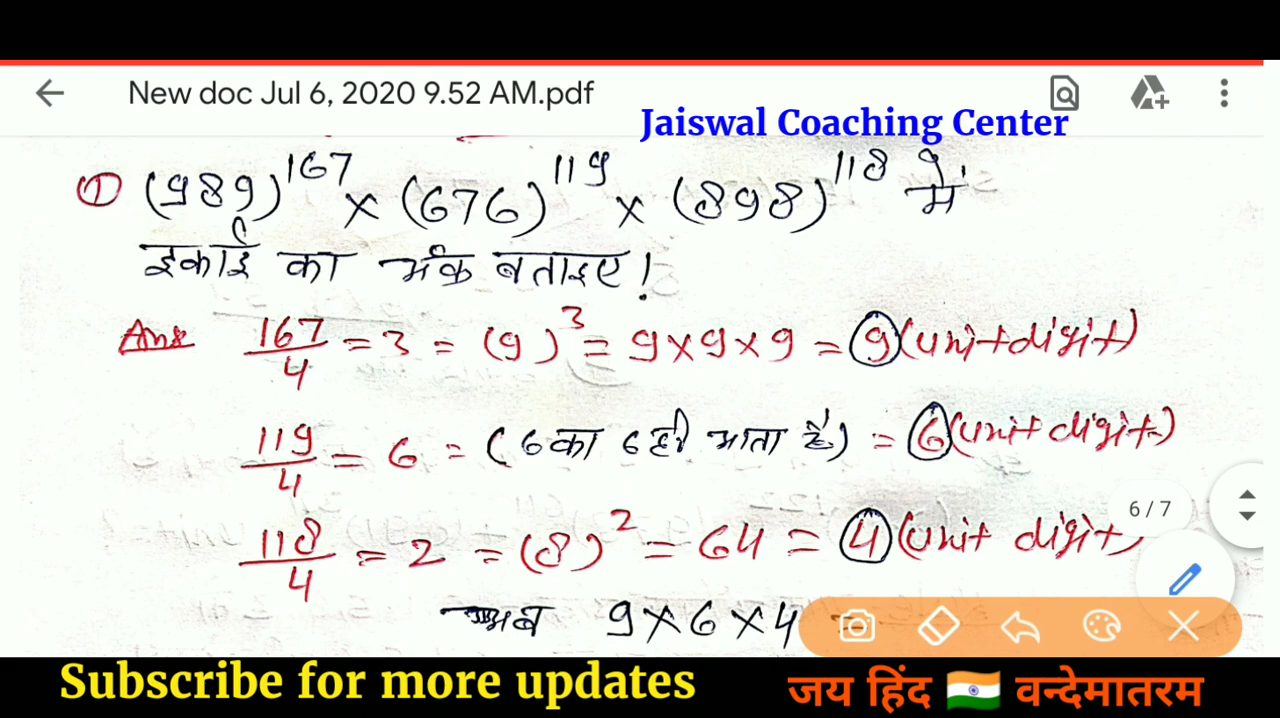 New doc Jul 6, 2020 9.52 AM.pdf
Jaiswal Coaching Center
① (989)^167 × (676)^119 × (898)^118 में
इकाई का अंक बताइए!
Ans 167/4 = 3 = (9)^3 = 9×9×9 = 9 (unit digit)
119/4 = 6 = (6 का 6 ही आता है) = 6 (unit digit)
118/4 = 2 = (8)^2 = 64 = 4 (unit digit)
6/7
अब 9×6×4
Subscribe for more updates
जय हिंद 🇮🇳 वन्देमातरम